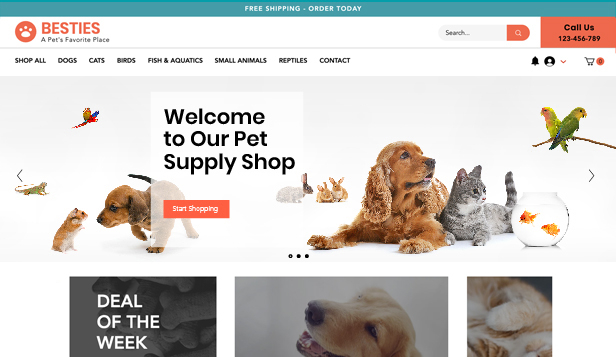 FREE SHIPPING - ORDER TODAY
BESTIES
A Pet's Favorite Place
Search...
Call Us
123-456-789
SHOP ALL DOGS CATS BIRDS FISH & AQUATICS SMALL ANIMALS REPTILES CONTACT
0
Welcome
to Our Pet
Supply Shop
Start Shopping
DEAL
OF THE
WEEK